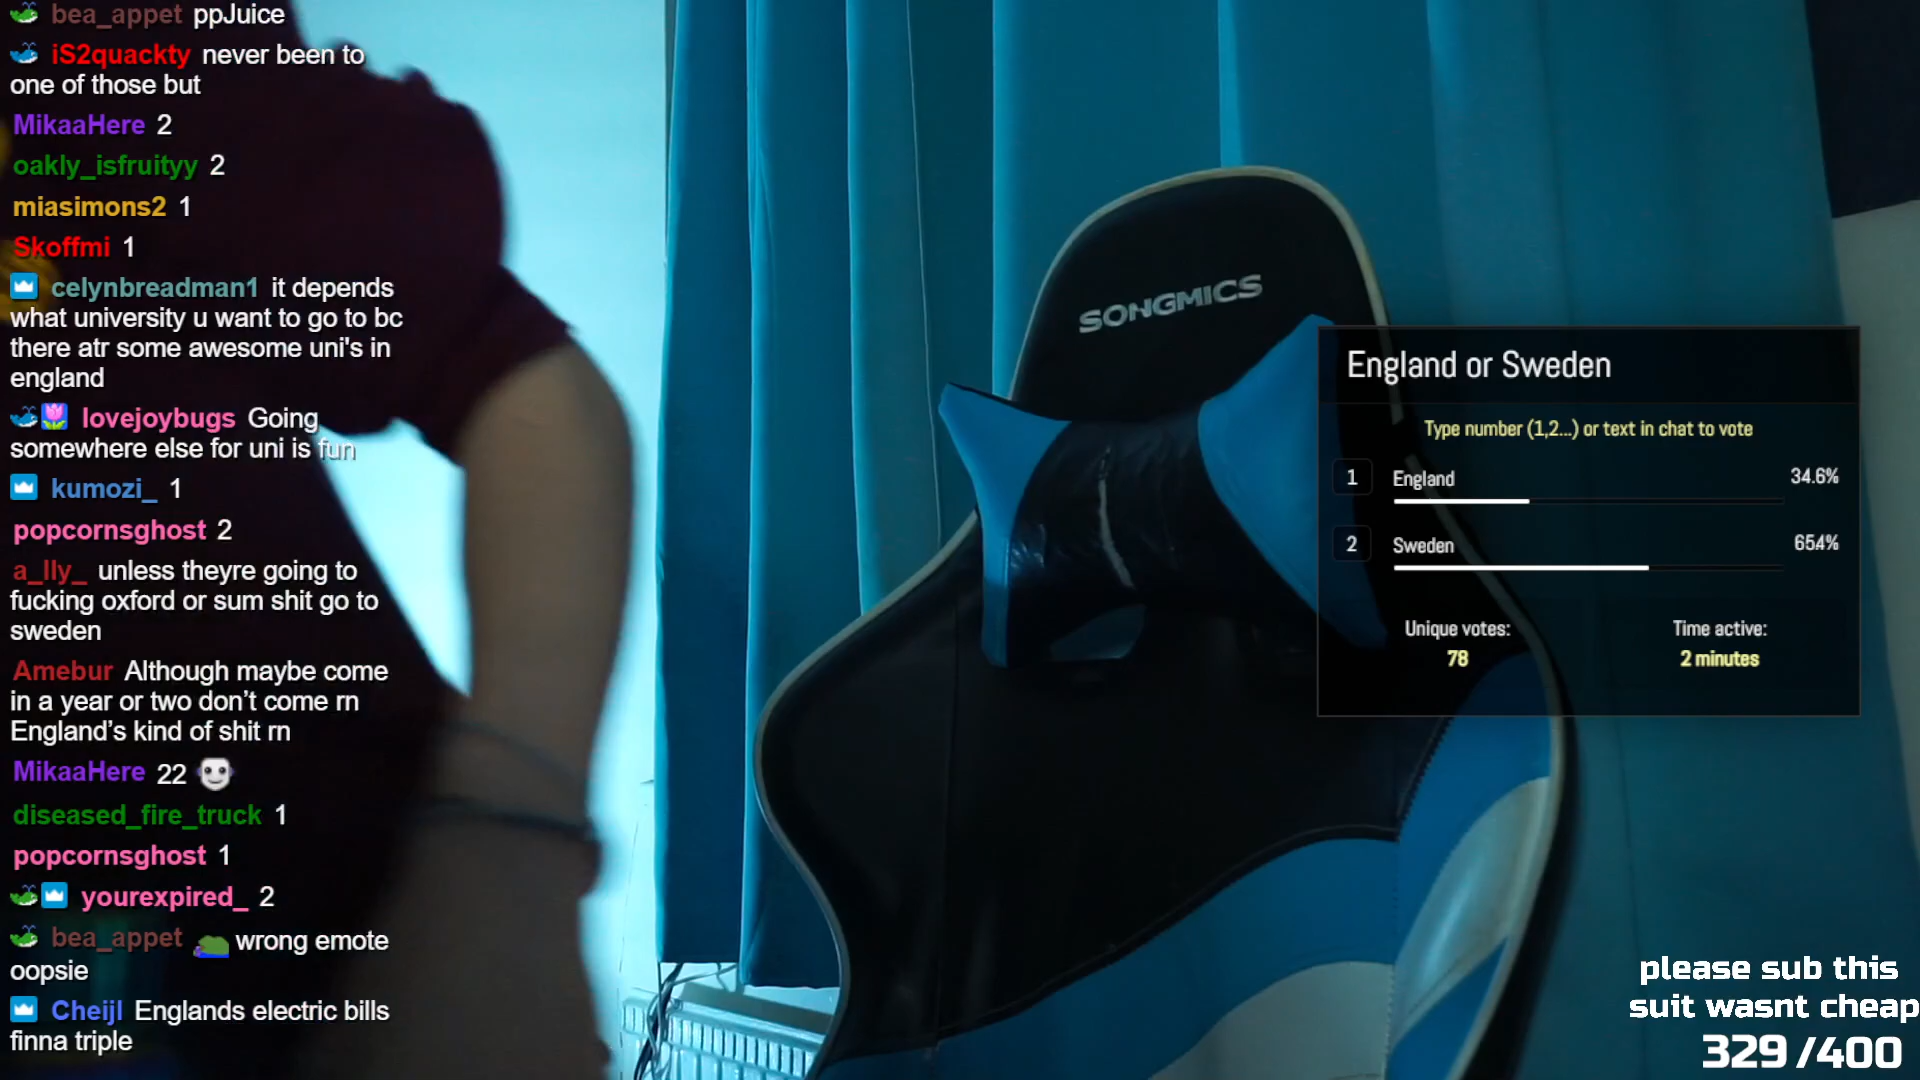 bea_appet ppJuice
iS2quackty never been to
one of those but
MikaaHere 2
oakly_isfruityy 2
miasimons2 1
Skoffmi 1
celynbreadman1 it depends
what university u want to go to bc
there atr some awesome uni's in
england
lovejoybugs Going
somewhere else for uni is fun
kumozi_ 1
popcornsghost 2
a_lly_ unless theyre going to
fucking oxford or sum shit go to
sweden
Amebur Although maybe come
in a year or two don’t come rn
England’s kind of shit rn
MikaaHere 22
diseased_fire_truck 1
popcornsghost 1
yourexpired_ 2
bea_appet wrong emote
oopsie
Cheijl Englands electric bills
finna triple
SONGMICS
England or Sweden
Type number (1,2...) or text in chat to vote
1 England 34.6%
2 Sweden 65.4%
Unique votes: Time active:
78 2 minutes
please sub this
suit wasnt cheap
329/400